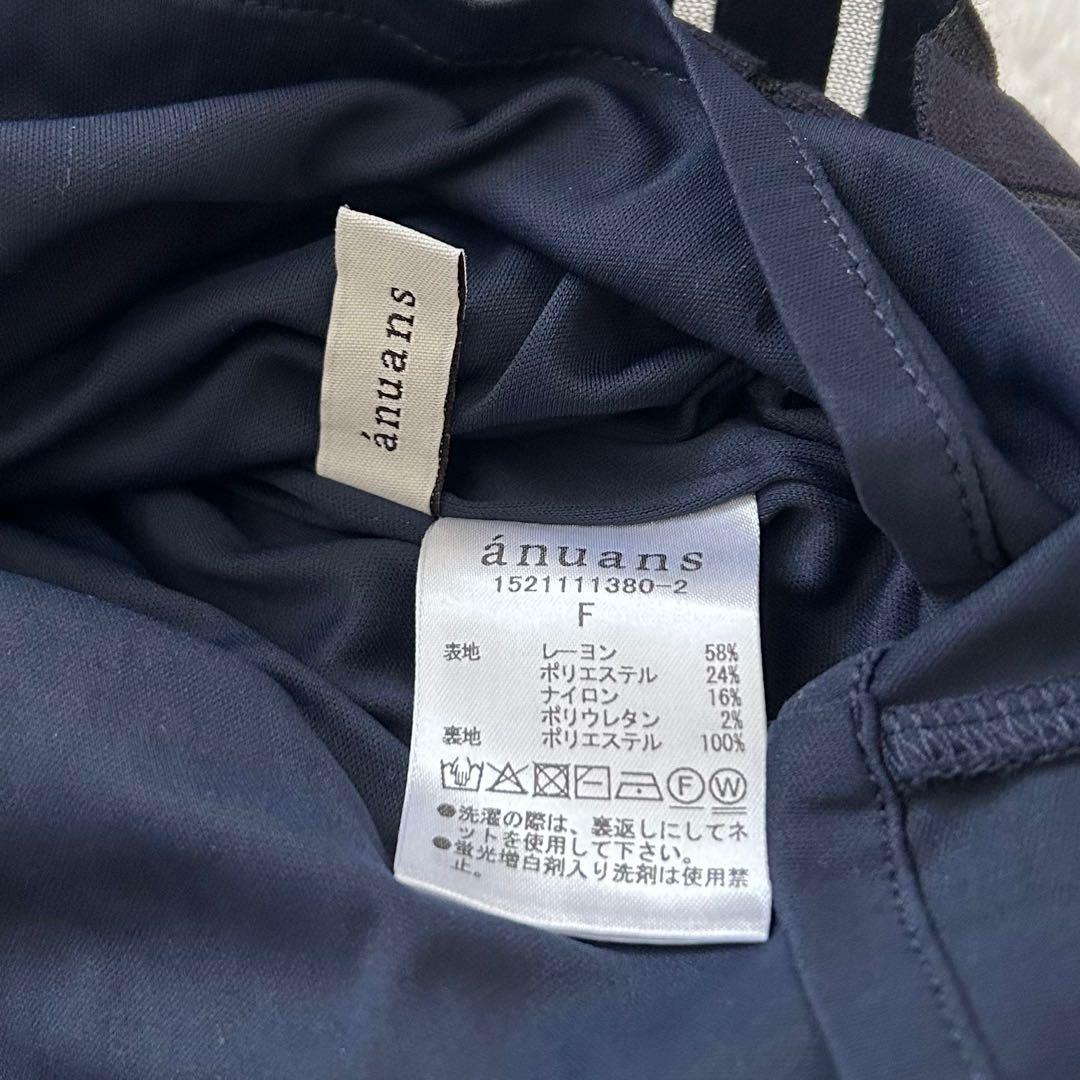 ánuans
ánuans
1521111380-2
F
表地 レーヨン 58%
ポリエステル 24%
ナイロン 16%
ポリウレタン 2%
裏地 ポリエステル 100%
F W
●洗濯の際は、裏返しにしてネ
ットを使用して下さい。
●蛍光増白剤入り洗剤は使用禁
止。